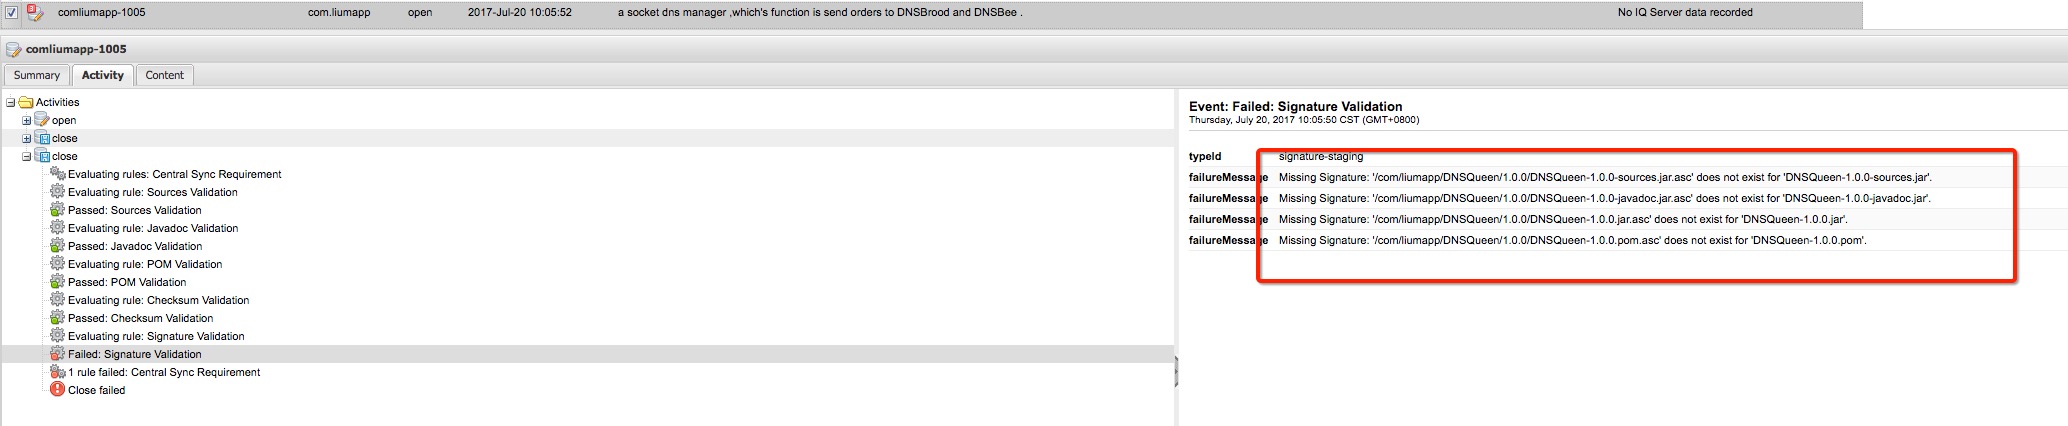 3
comliumapp-1005 com.liumapp open 2017-Jul-20 10:05:52 a socket dns manager ,which's function is send orders to DNSBrood and DNSBee . No IQ Server data recorded
comliumapp-1005
Summary Activity Content
Activities
open
close
close
Evaluating rules: Central Sync Requirement
Evaluating rule: Sources Validation
Passed: Sources Validation
Evaluating rule: Javadoc Validation
Passed: Javadoc Validation
Evaluating rule: POM Validation
Passed: POM Validation
Evaluating rule: Checksum Validation
Passed: Checksum Validation
Evaluating rule: Signature Validation
Failed: Signature Validation
1 rule failed: Central Sync Requirement
Close failed
Event: Failed: Signature Validation
Thursday, July 20, 2017 10:05:50 CST (GMT+0800)
typeId signature-staging
failureMessage Missing Signature: '/com/liumapp/DNSQueen/1.0.0/DNSQueen-1.0.0-sources.jar.asc' does not exist for 'DNSQueen-1.0.0-sources.jar'.
failureMessage Missing Signature: '/com/liumapp/DNSQueen/1.0.0/DNSQueen-1.0.0-javadoc.jar.asc' does not exist for 'DNSQueen-1.0.0-javadoc.jar'.
failureMessage Missing Signature: '/com/liumapp/DNSQueen/1.0.0/DNSQueen-1.0.0.jar.asc' does not exist for 'DNSQueen-1.0.0.jar'.
failureMessage Missing Signature: '/com/liumapp/DNSQueen/1.0.0/DNSQueen-1.0.0.pom.asc' does not exist for 'DNSQueen-1.0.0.pom'.